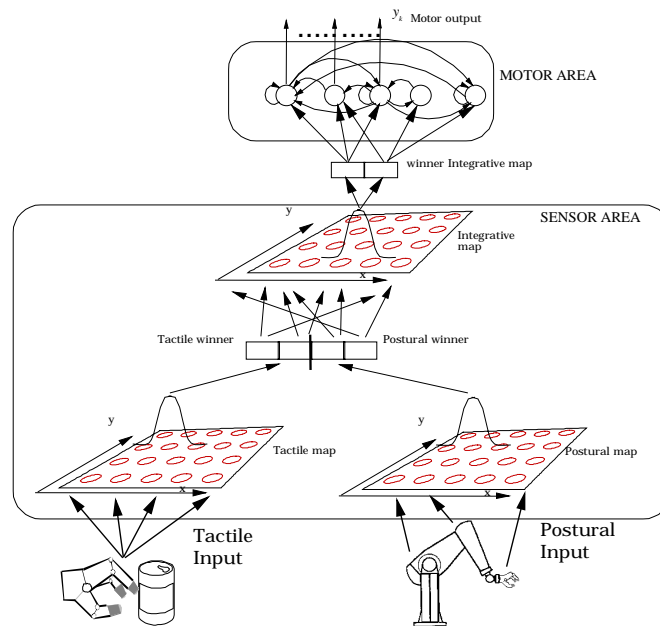 y_k Motor output
MOTOR AREA
winner Integrative map
SENSOR AREA
y
Integrative
map
x
Tactile winner
Postural winner
y
y
Tactile map
Postural map
x
x
Tactile
Input
Postural
Input